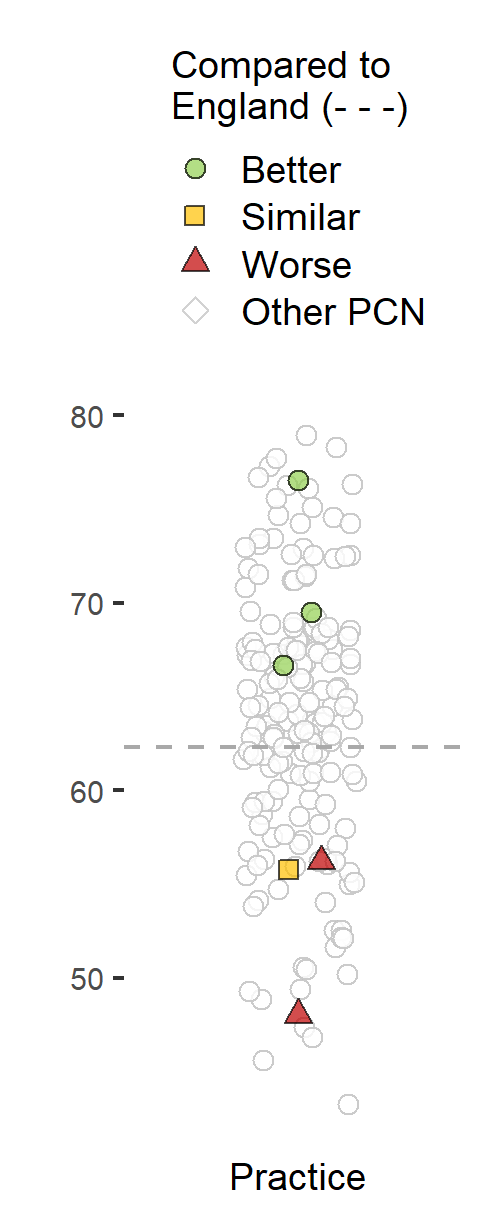 Compared to
England (- - -)
Better
Similar
Worse
Other PCN
80
70
60
50
Practice